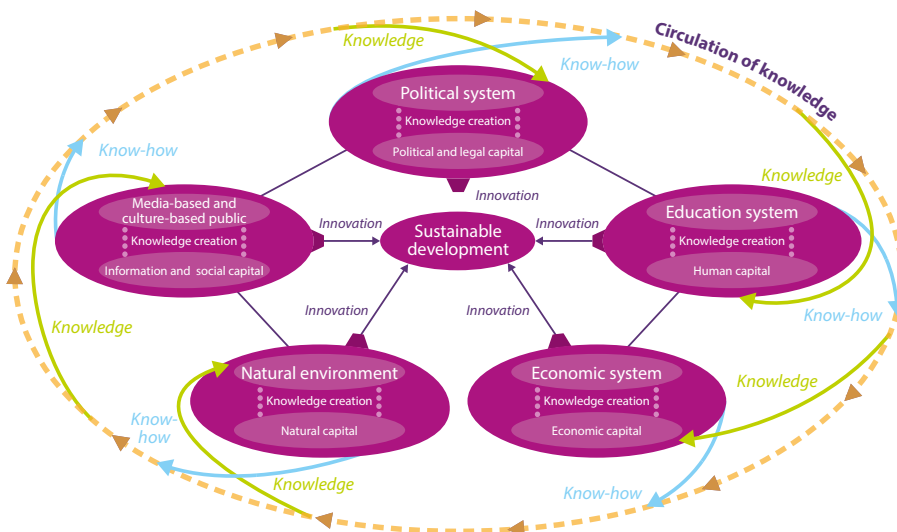 Knowledge
Know-how
Circulation of knowledge
Political system
Knowledge creation
Political and legal capital
Know-how
Knowledge
Media-based and
culture-based public
Knowledge creation
Information and social capital
Innovation
Innovation
Sustainable
development
Innovation
Education system
Knowledge creation
Human capital
Knowledge
Innovation
Innovation
Know-how
Natural environment
Knowledge creation
Natural capital
Economic system
Knowledge creation
Economic capital
Knowledge
Know-
how
Knowledge
Know-how